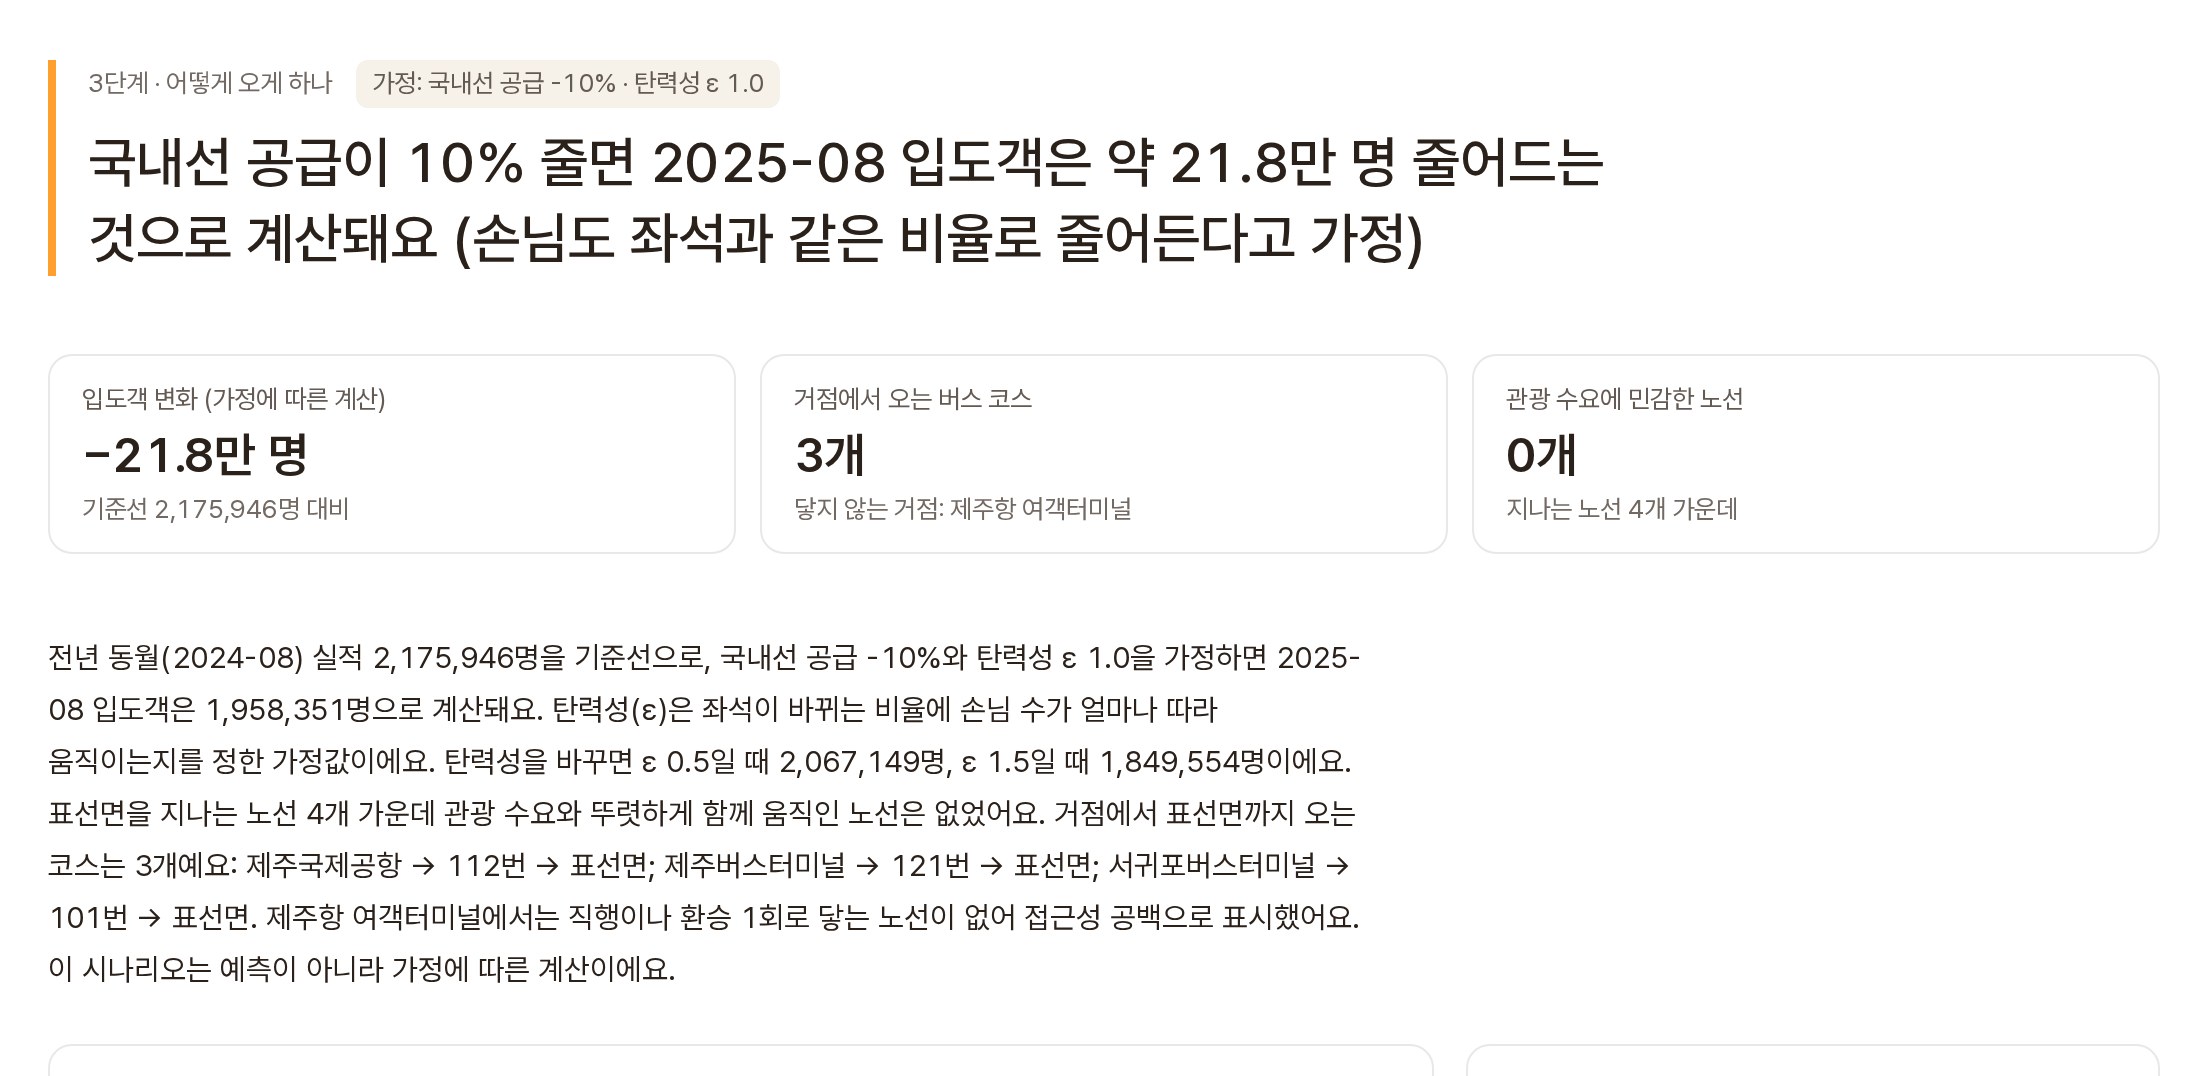 3단계 · 어떻게 오게 하나
가정: 국내선 공급 -10% · 탄력성 ε 1.0
국내선 공급이 10% 줄면 2025-08 입도객은 약 21.8만 명 줄어드는
것으로 계산돼요 (손님도 좌석과 같은 비율로 줄어든다고 가정)
입도객 변화 (가정에 따른 계산)
−21.8만 명
기준선 2,175,946명 대비
거점에서 오는 버스 코스
3개
닿지 않는 거점: 제주항 여객터미널
관광 수요에 민감한 노선
0개
지나는 노선 4개 가운데
전년 동월(2024-08) 실적 2,175,946명을 기준선으로, 국내선 공급 -10%와 탄력성 ε 1.0을 가정하면 2025-
08 입도객은 1,958,351명으로 계산돼요. 탄력성(ε)은 좌석이 바뀌는 비율에 손님 수가 얼마나 따라
움직이는지를 정한 가정값이에요. 탄력성을 바꾸면 ε 0.5일 때 2,067,149명, ε 1.5일 때 1,849,554명이에요.
표선면을 지나는 노선 4개 가운데 관광 수요와 뚜렷하게 함께 움직인 노선은 없었어요. 거점에서 표선면까지 오는
코스는 3개예요: 제주국제공항 → 112번 → 표선면; 제주버스터미널 → 121번 → 표선면; 서귀포버스터미널 →
101번 → 표선면. 제주항 여객터미널에서는 직행이나 환승 1회로 닿는 노선이 없어 접근성 공백으로 표시했어요.
이 시나리오는 예측이 아니라 가정에 따른 계산이에요.